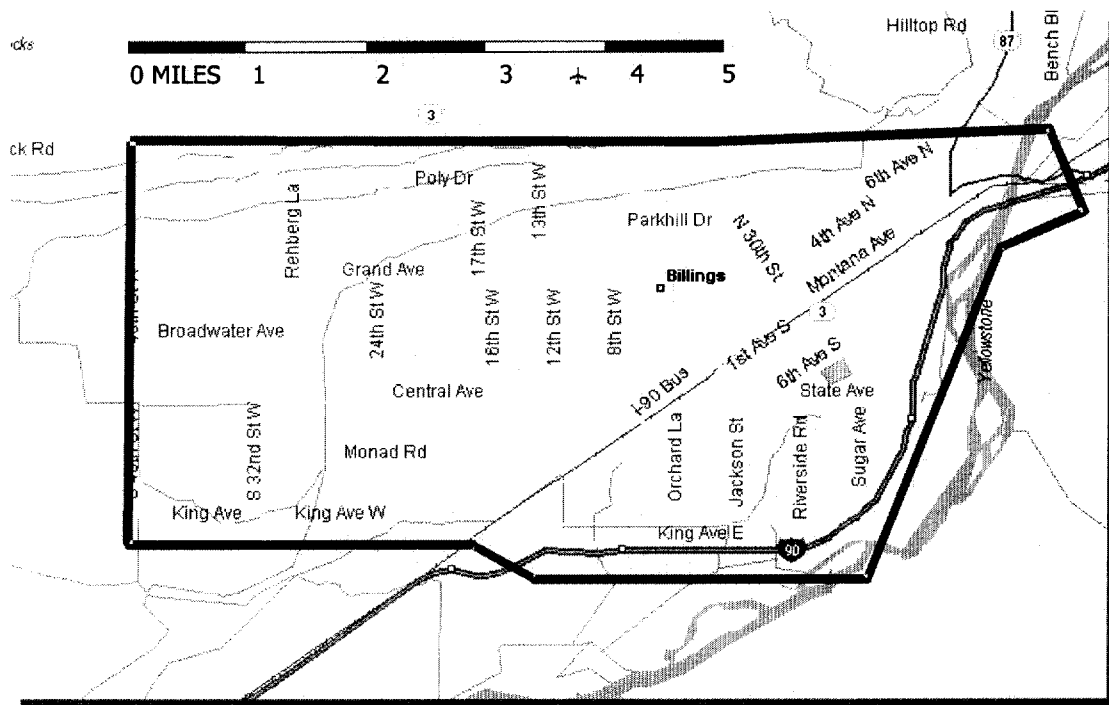 Hilltop Rd
87
Bench Bl
cks
0 MILES 1 2 3 4 5
3
ck Rd
Poly Dr
13th St W
6th Ave N
Rehberg La
17th St W
Parkhill Dr
N 30th St
4th Ave N
Montana Ave
Grand Ave
Billings
Broadwater Ave
24th St W
16th St W
12th St W
8th St W
3
1st Ave S
6th Ave S
Yellowstone
I-90 Bus
Central Ave
State Ave
S 32nd St W
Monad Rd
Orchard La
Jackson St
Riverside Rd
Sugar Ave
King Ave
King Ave W
King Ave E
90